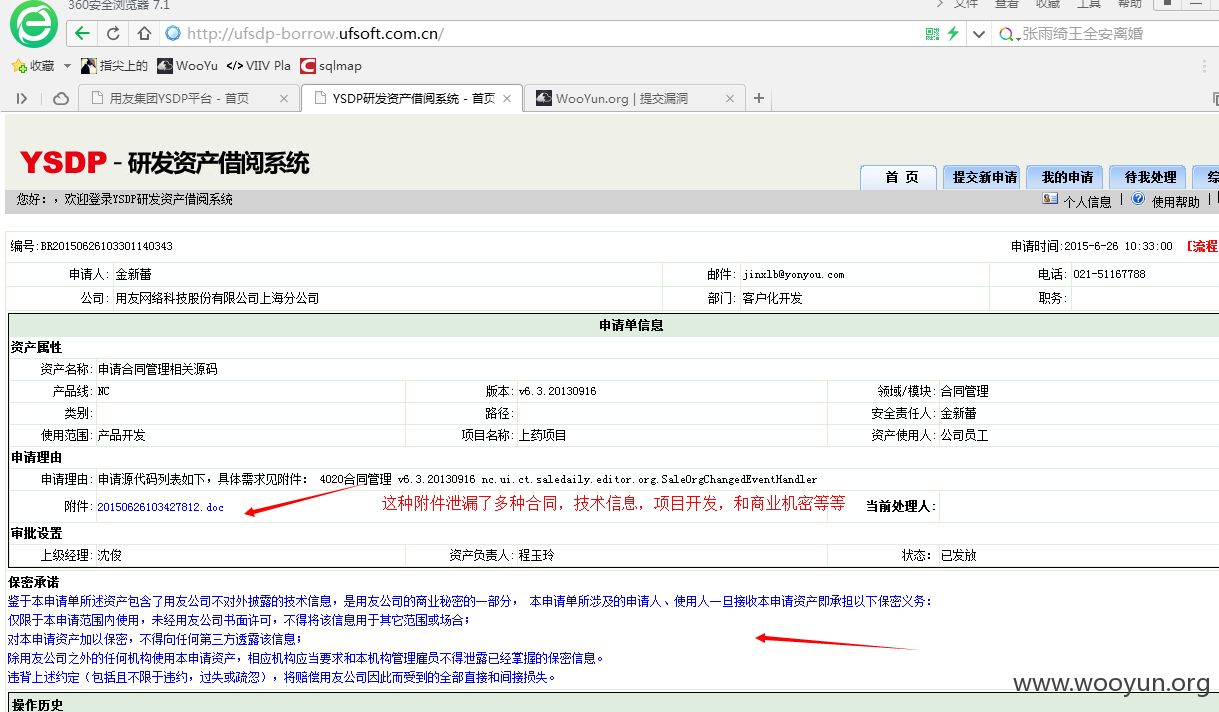 360安全浏览器 7.1 文件 查看 收藏 工具 帮助
http://ufsdp-borrow.ufsoft.com.cn/ 张雨绮王全安离婚
收藏 指尖上的 WooYu </> VIIV Pla sqlmap
用友集团YSDP平台 - 首页 YSDP研发资产借阅系统 - 首页 WooYun.org | 提交漏洞
YSDP - 研发资产借阅系统
首 页 提交新申请 我的申请 待我处理 综
您好：，欢迎登录YSDP研发资产借阅系统 个人信息 | 使用帮助 |
编号:BR20150626103301140343 申请时间:2015-6-26 10:33:00 [流程
申请人: 金新蕾 邮件: jinxlb@yonyou.com 电话: 021-51167788
公司: 用友网络科技股份有限公司上海分公司 部门: 客户化开发 职务:
申请单信息
资产属性
资产名称: 申请合同管理相关源码
产品线: NC 版本: v6.3.20130916 领域/模块: 合同管理
类别: 路径: 安全责任人: 金新蕾
使用范围: 产品开发 项目名称: 上药项目 资产使用人: 公司员工
申请理由
申请理由: 申请源代码列表如下，具体需求见附件： 4020合同管理 v6.3.20130916 nc.ui.ct.saledaily.editor.org.SaleOrgChangedEventHandler
附件: 20150626103427812.doc 这种附件泄漏了多种合同，技术信息，项目开发，和商业机密等等 当前处理人:
审批设置
上级经理: 沈俊 资产负责人: 程玉玲 状态: 已发放
保密承诺
鉴于本申请单所述资产包含了用友公司不对外披露的技术信息，是用友公司的商业秘密的一部分， 本申请单所涉及的申请人、使用人一旦接收本申请资产即承担以下保密义务：
仅限于本申请范围内使用，未经用友公司书面许可，不得将该信息用于其它范围或场合；
对本申请资产加以保密，不得向任何第三方透露该信息；
除用友公司之外的任何机构使用本申请资产，相应机构应当要求和本机构管理雇员不得泄露已经掌握的保密信息。
违背上述约定（包括且不限于违约，过失或疏忽），将赔偿用友公司因此而受到的全部直接和间接损失。
www.wooyun.org
操作历史